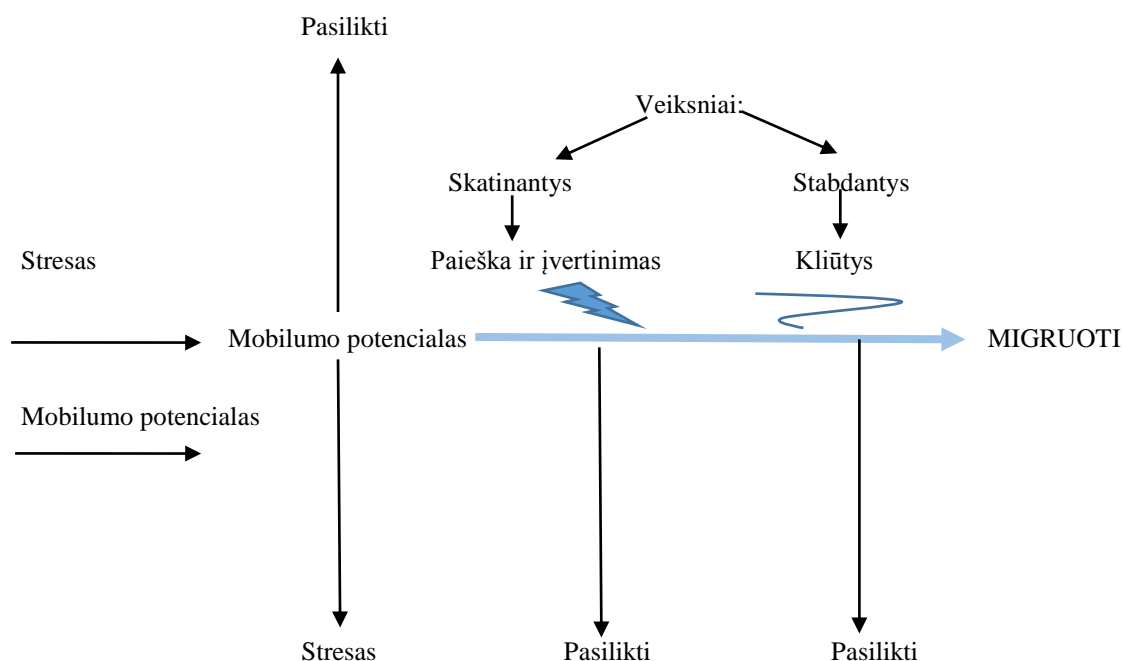 Pasilikti
Veiksniai:
Skatinantys
Stabdantys
Stresas
Paieška ir įvertinimas
Kliūtys
Mobilumo potencialas
MIGRUOTI
Mobilumo potencialas
Stresas
Pasilikti
Pasilikti